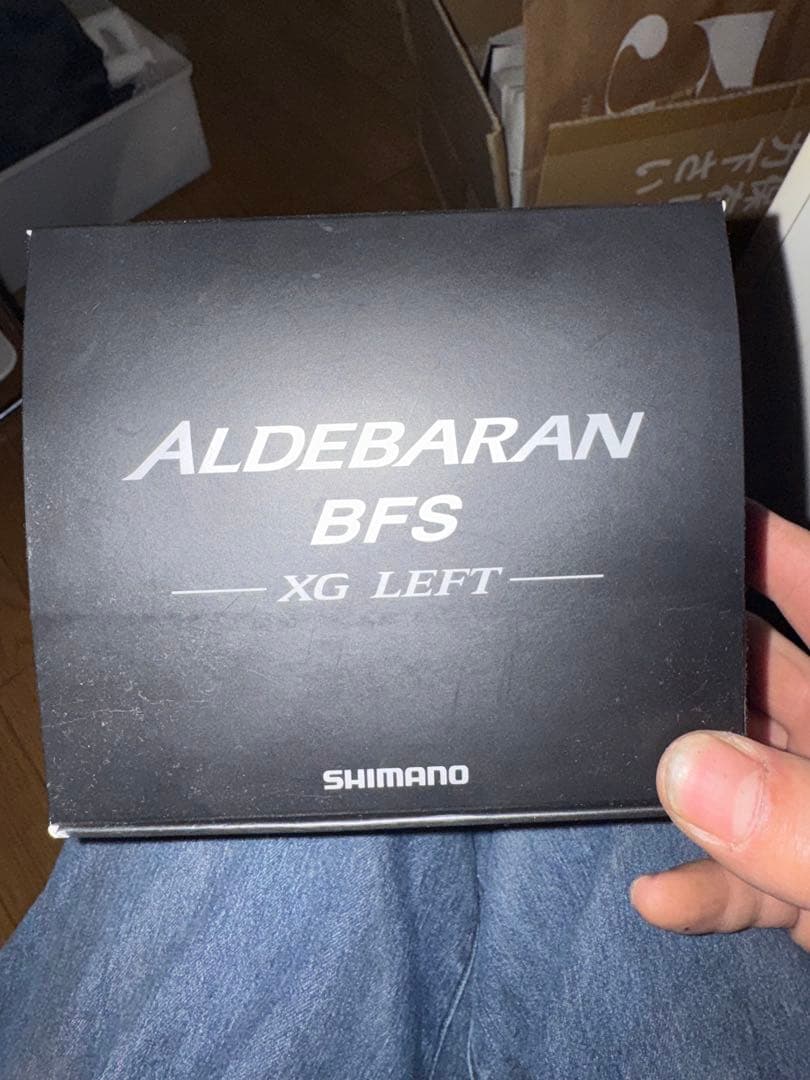 ALDEBARAN
BFS
XG LEFT
SHIMANO